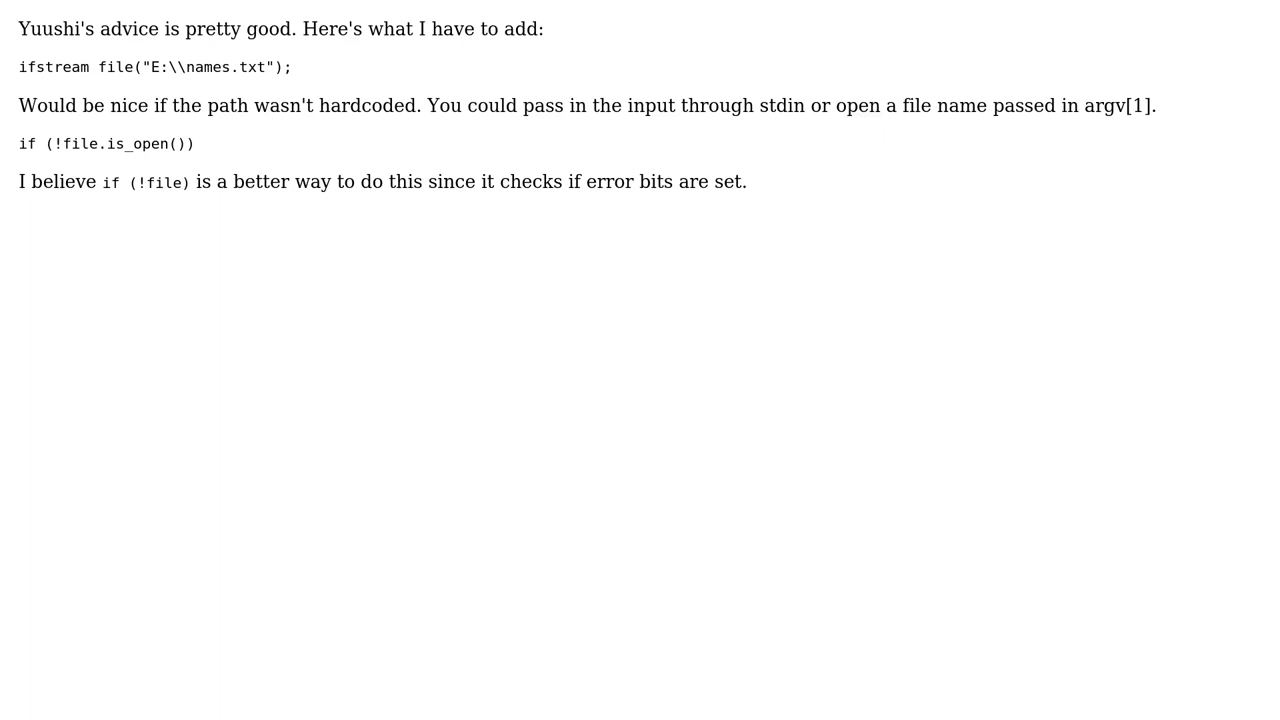 Yuushi's advice is pretty good. Here's what I have to add:
ifstream file("E:\\names.txt");
Would be nice if the path wasn't hardcoded. You could pass in the input through stdin or open a file name passed in argv[1].
if (!file.is_open())
I believe if (!file) is a better way to do this since it checks if error bits are set.